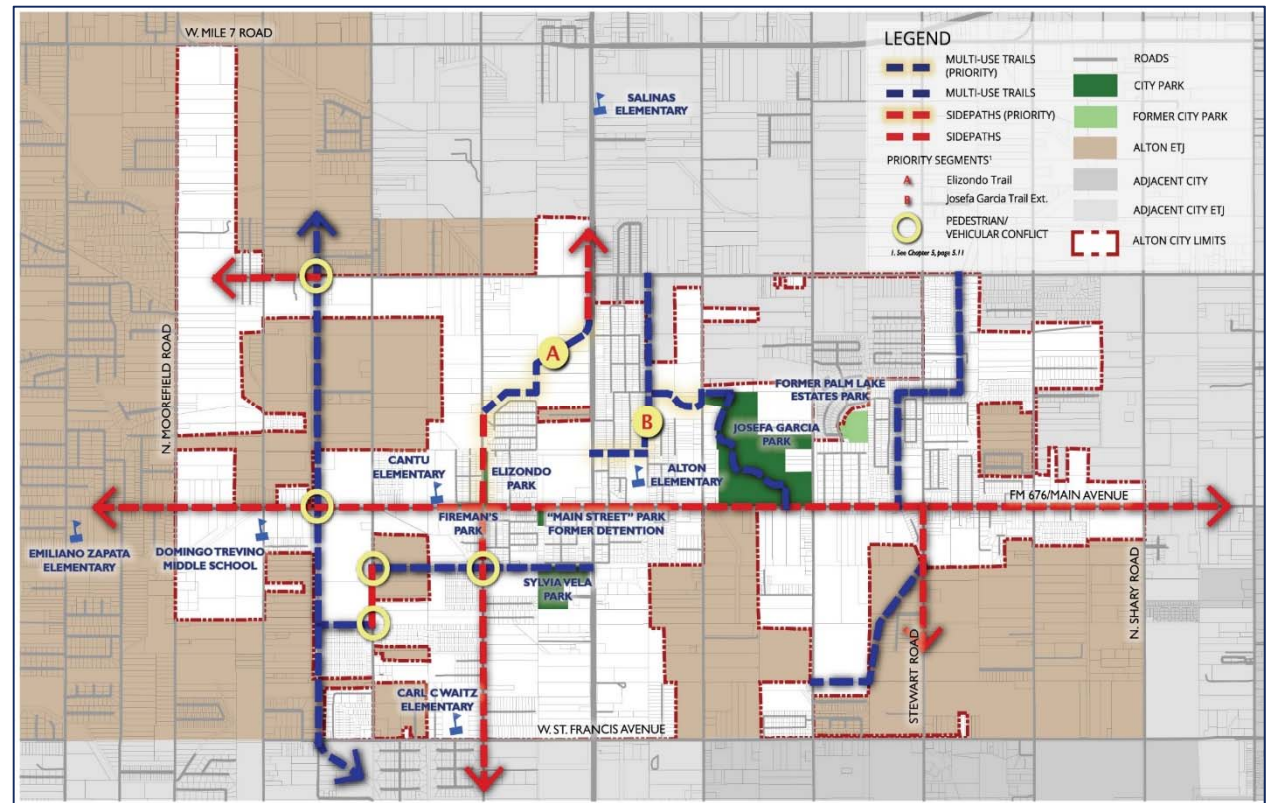 W. MILE 7 ROAD
LEGEND
MULTI-USE TRAILS
(PRIORITY)
MULTI-USE TRAILS
SIDEPATHS (PRIORITY)
SIDEPATHS
PRIORITY SEGMENTS¹
A Elizondo Trail
B Josefa Garcia Trail Ext.
PEDESTRIAN/
VEHICULAR CONFLICT
1. See Chapter 5, page 5.11
ROADS
CITY PARK
FORMER CITY PARK
ALTON ETJ
ADJACENT CITY
ADJACENT CITY ETJ
ALTON CITY LIMITS
SALINAS
ELEMENTARY
N. MOOREFIELD ROAD
A
B
FORMER PALM LAKE
ESTATES PARK
JOSEFA GARCIA
PARK
CANTU
ELEMENTARY
ELIZONDO
PARK
ALTON
ELEMENTARY
FM 676/MAIN AVENUE
FIREMAN'S
PARK
"MAIN STREET" PARK
FORMER DETENTION
EMILIANO ZAPATA
ELEMENTARY
DOMINGO TREVINO
MIDDLE SCHOOL
SYLVIA VELA
PARK
N. SHARY ROAD
STEWART ROAD
CARL C WAITZ
ELEMENTARY
W. ST. FRANCIS AVENUE